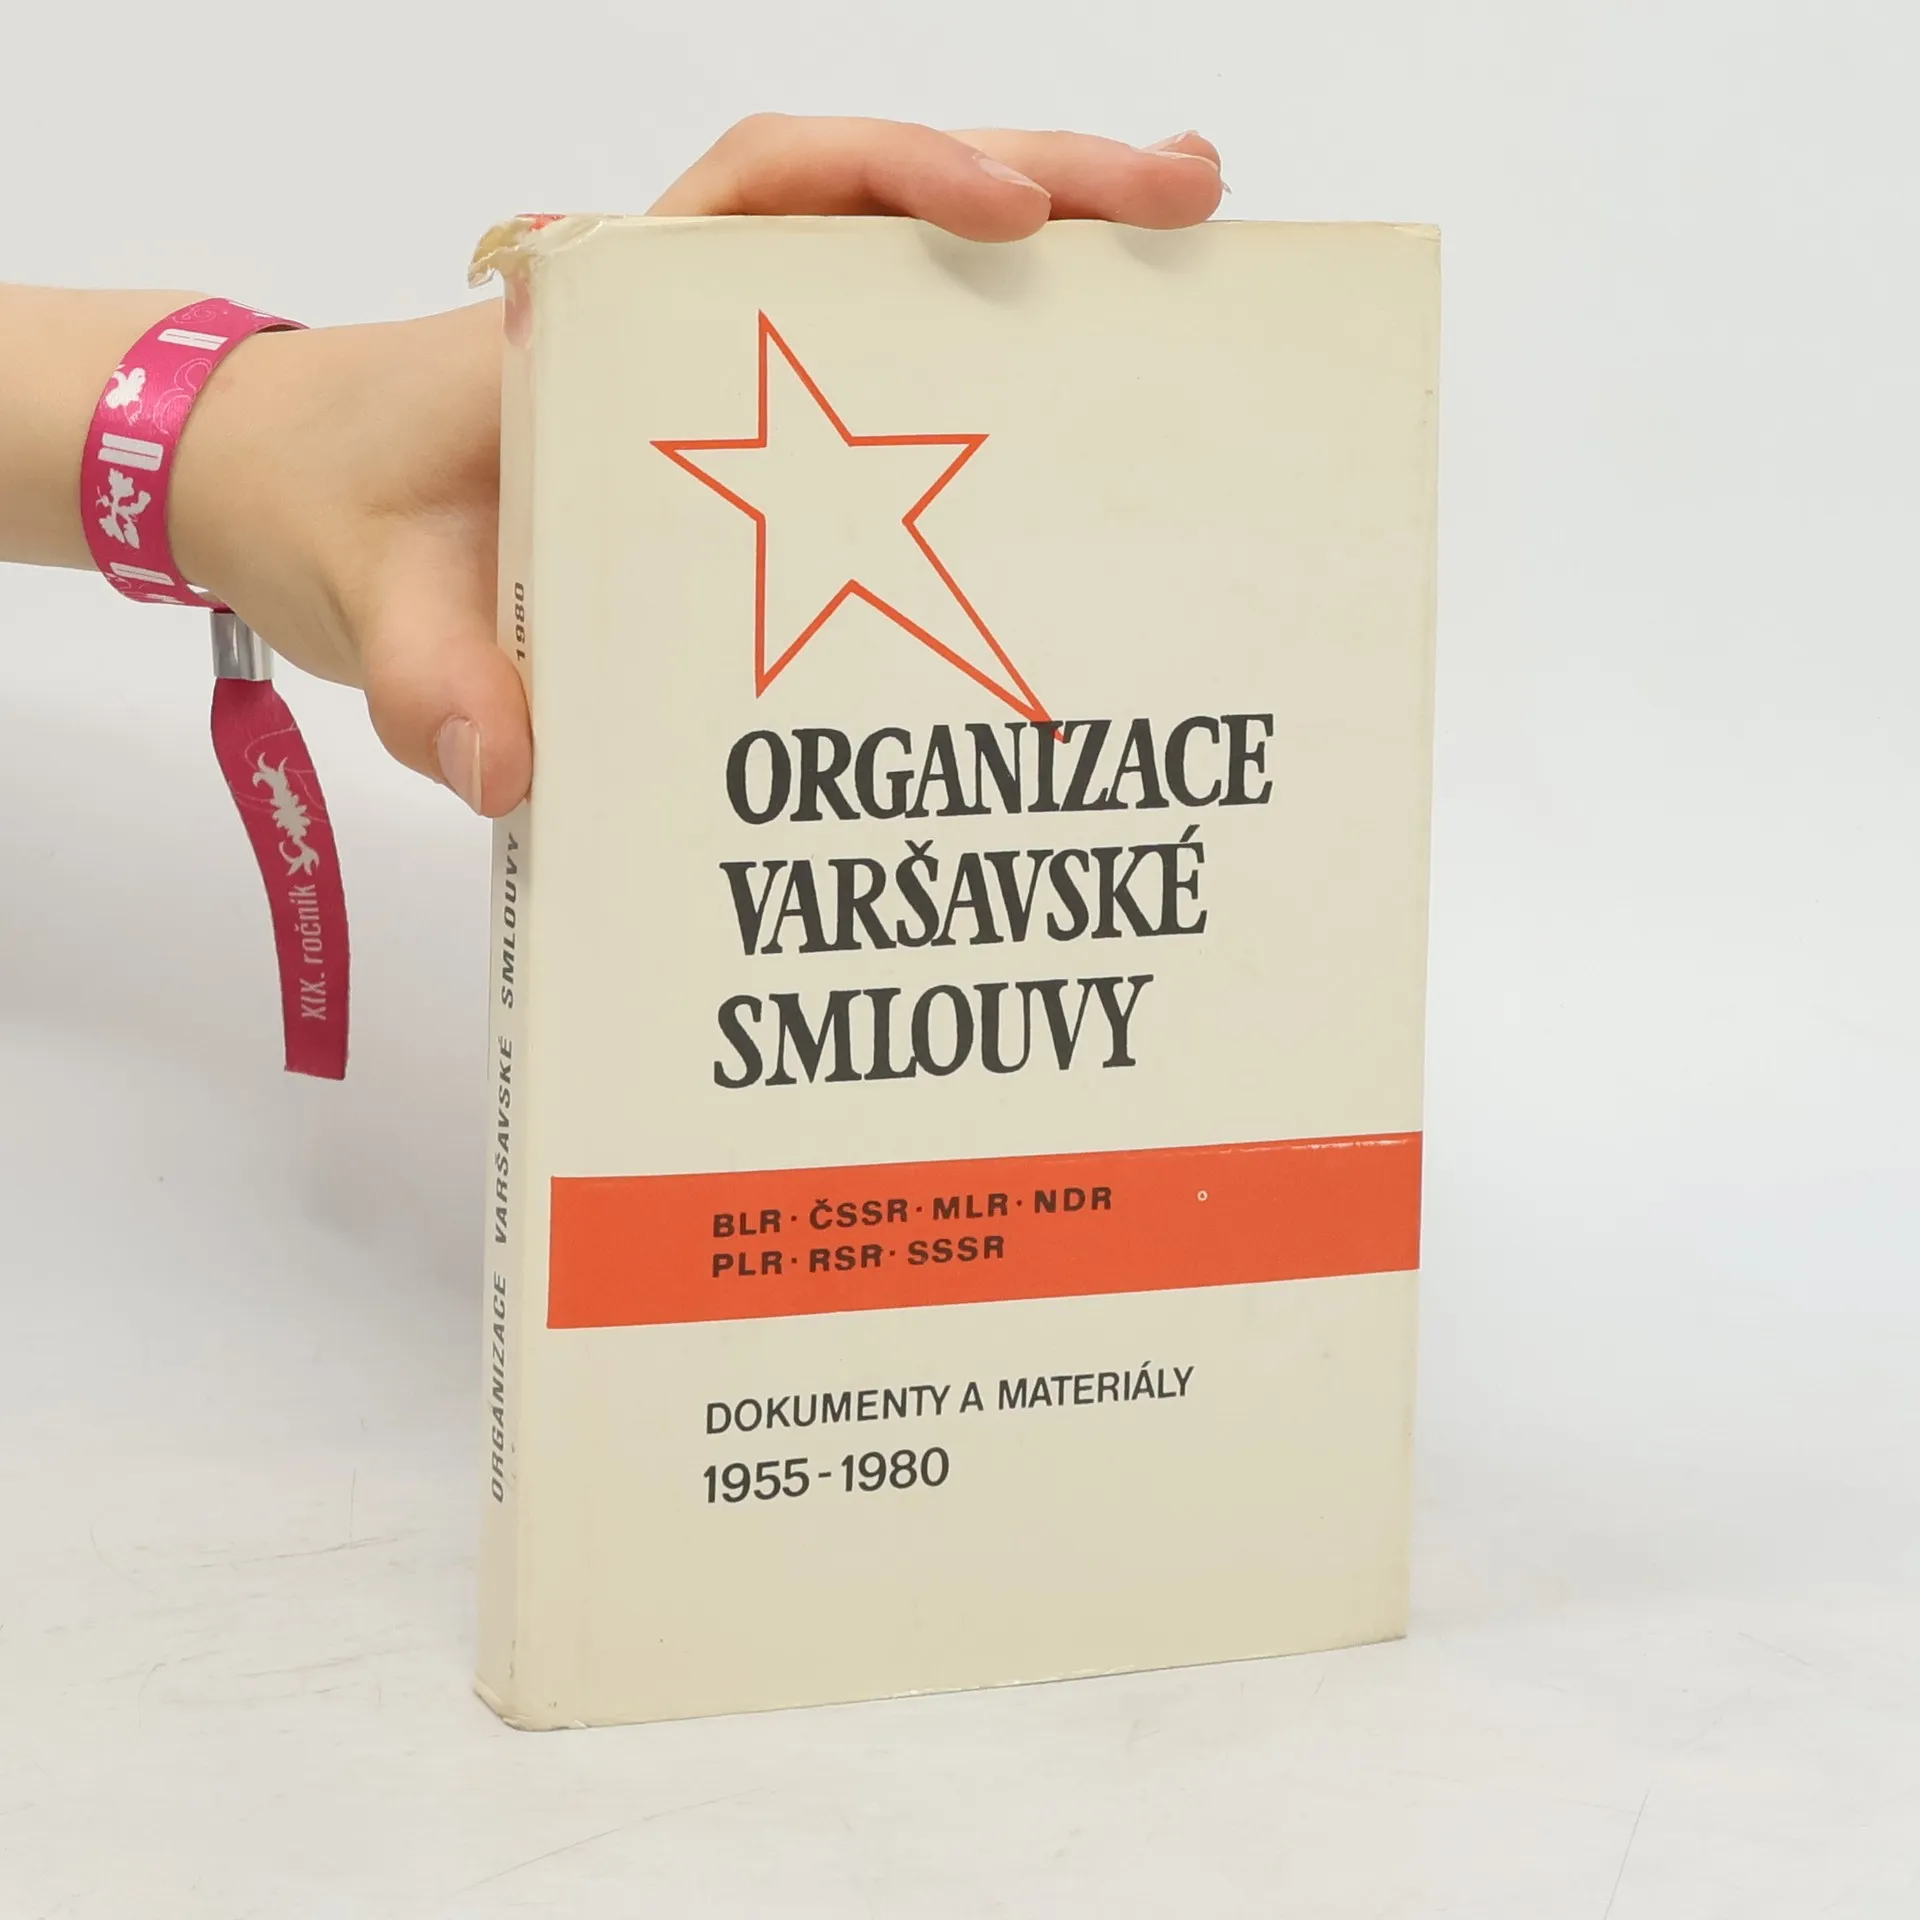 ORGANIZACE
VARŠAVSKÉ
SMLOUVY
BLR · ČSSR · MLR · NDR
PLR · RSR · SSSR
DOKUMENTY A MATERIÁLY
1955-1980
ORGANIZACE VARŠAVSKÉ SMLOUVY 1980
XIX. ročník